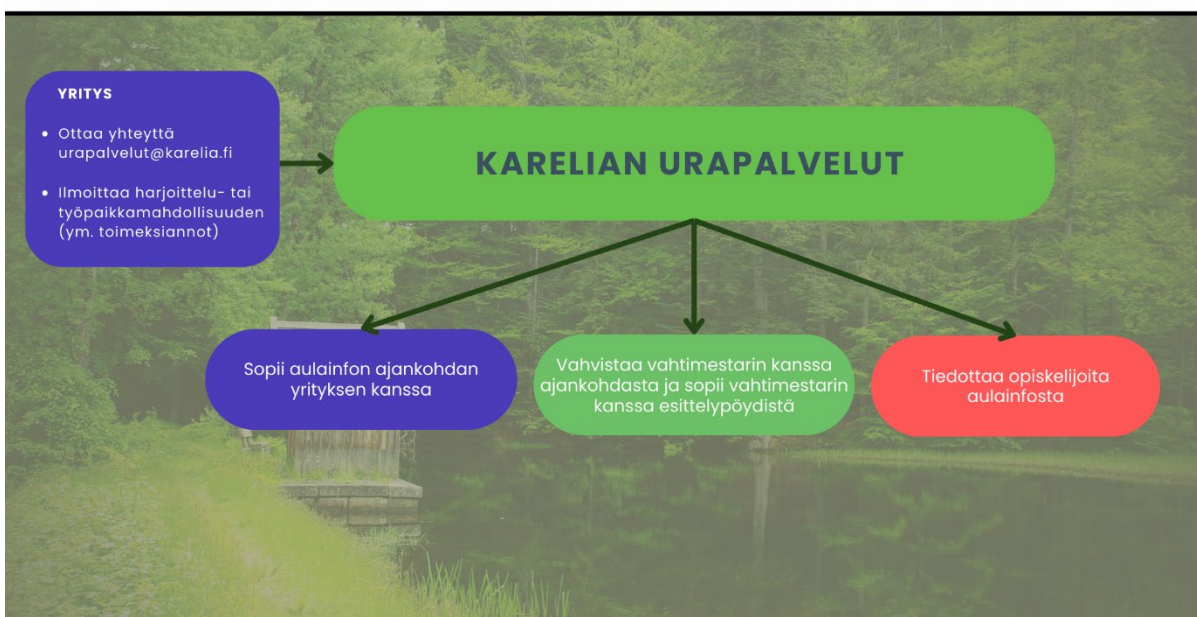 YRITYS
• Ottaa yhteyttä
urapalvelut@karelia.fi
• Ilmoittaa harjoittelu- tai
työpaikkamahdollisuuden
(ym. toimeksiannot)
KARELIAN URAPALVELUT
Sopii aulainfon ajankohdan
yrityksen kanssa
Vahvistaa vahtimestarin kanssa
ajankohdasta ja sopii vahtimestarin
kanssa esittelypöydistä
Tiedottaa opiskelijoita
aulainfosta